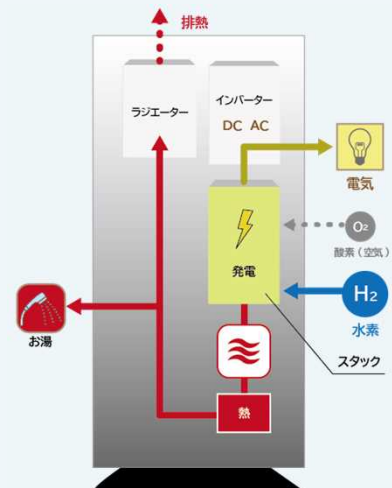 排熱
ラジエーター
インバーター
DC AC
電気
O2
酸素(空気)
発電
H2
水素
お湯
スタック
熱